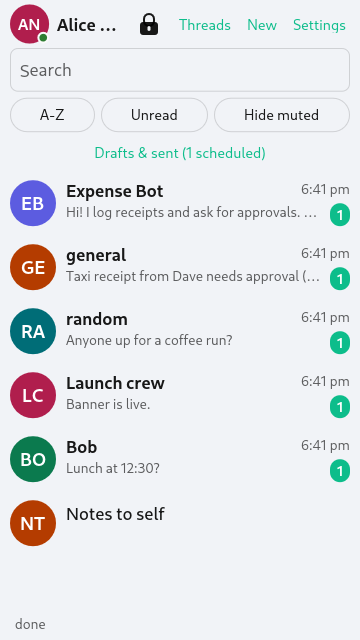 AN Alice ... Threads New Settings
Search
A-Z Unread Hide muted
Drafts & sent (1 scheduled)
EB Expense Bot 6:41 pm
Hi! I log receipts and ask for approvals. ... 1
GE general 6:41 pm
Taxi receipt from Dave needs approval (... 1
RA random 6:41 pm
Anyone up for a coffee run? 1
LC Launch crew 6:41 pm
Banner is live. 1
BO Bob 6:41 pm
Lunch at 12:30? 1
NT Notes to self
done